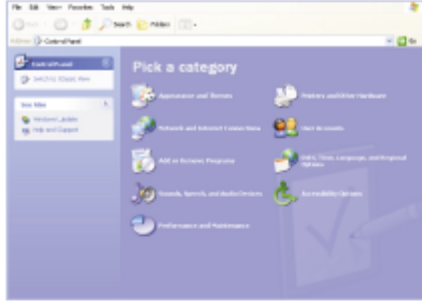 File Edit View Favorites Tools Help
Search Folders
Control Panel
Go
Control Panel
Switch to Classic View
See Also
Windows Update
Help and Support
Pick a category
Appearance and Themes
Printers and Other Hardware
Network and Internet Connections
User Accounts
Add or Remove Programs
Date, Time, Language, and Regional
Options
Sounds, Speech, and Audio Devices
Accessibility Options
Performance and Maintenance